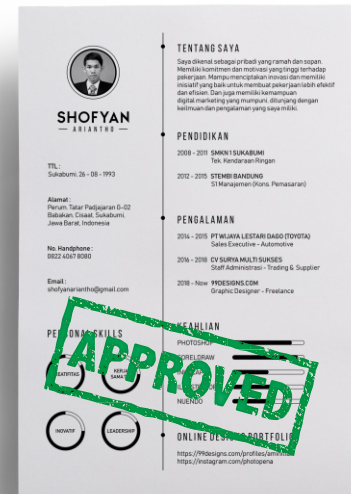 SHOFYAN
ARIANTHO
TTL :
Sukabumi, 26 - 08 - 1993
Alamat :
Perum. Tatar Padjajaran G-02
Babakan, Cisaat, Sukabumi.
Jawa Barat, Indonesia
No. Handphone :
0822 4067 8080
Email :
shofyanariantho@gmail.com
PERSONAL SKILLS
KERJA
INOVATIF
LEADERSHIP
TENTANG SAYA
Saya dikenal sebagai pribadi yang ramah dan sopan.
Memiliki komitmen dan motivasi yang tinggi terhadap
pekerjaan. Mampu menciptakan inovasi dan memiliki
inisiatif yang baik untuk membuat pekerjaan lebih efektif
dan efisien. Dan juga memiliki kemampuan
digital marketing yang mumpuni, ditunjang dengan
keilmuan dan pengalaman yang saya miliki.
PENDIDIKAN
2008 - 2011 SMKN 1 SUKABUMI
Tek. Kendaraan Ringan
2012 - 2015 STEMBI BANDUNG
S1 Manajemen (Kons. Pemasaran)
PENGALAMAN
2014 - 2015 PT WIJAYA LESTARI DAGO (TOYOTA)
Sales Executive - Automotive
2016 - 2018 CV SURYA MULTI SUKSES
Staff Administrasi - Trading & Supplier
2018 - Now 99DESIGNS.COM
Graphic Designer - Freelance
KEAHLIAN
PHOTOSHOP
CORELDRAW
NUENDO
APPROVED
ONLINE DESIGN PORTFOLIO
https://99designs.com/profiles/
https://instagram.com/photopena